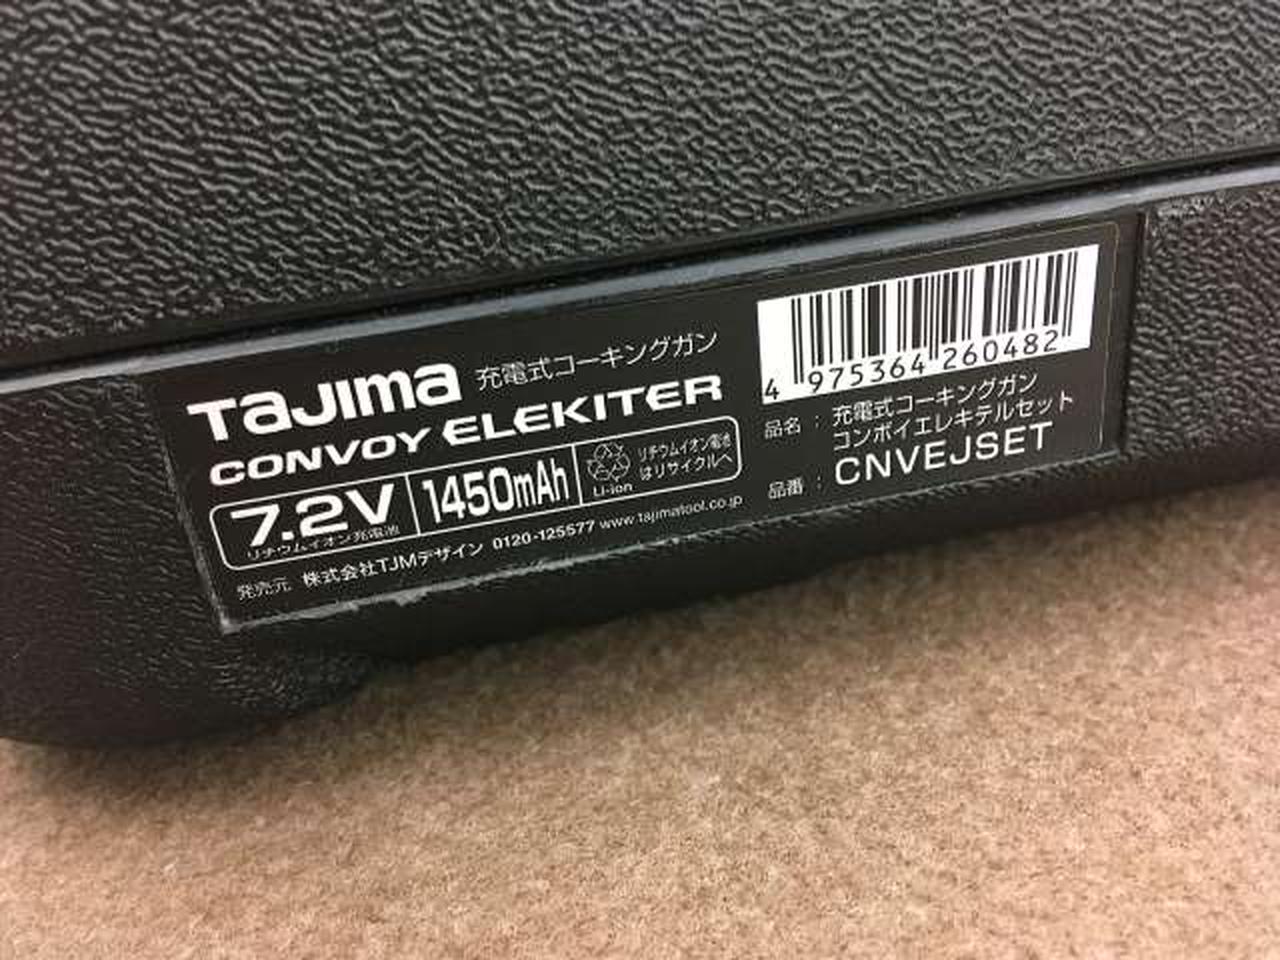 Tajima 充電式コーキングガン
CONVOY ELEKITER
7.2V
リチウムイオン充電池
1450mAh
Li-ion
リチウムイオン電池
はリサイクルへ
発売元 株式会社TJMデザイン 0120-125577 www.tajimatool.co.jp
4 975364 260482
品名 : 充電式コーキングガン
コンボイエレキテルセット
品番 : CNVEJSET